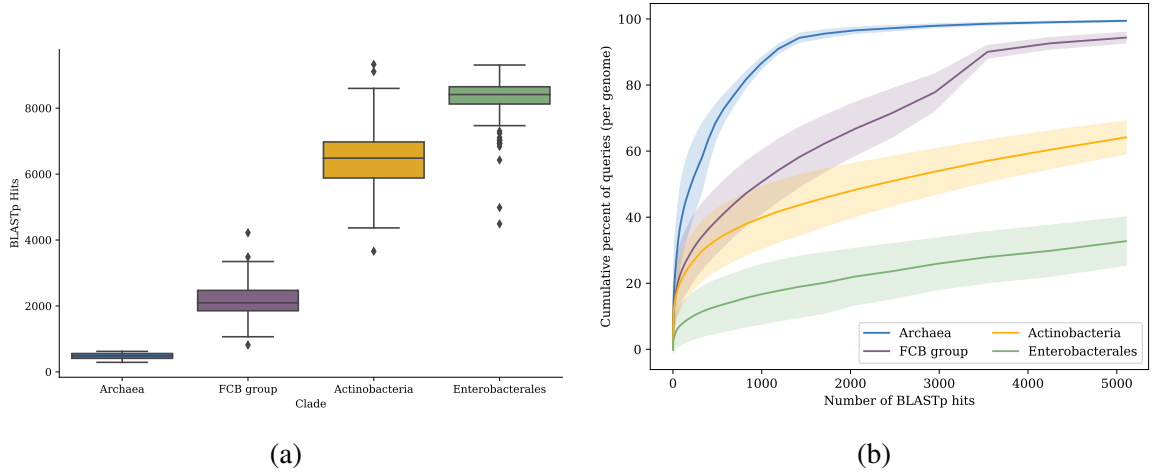 8000
6000
4000
2000
0
BLASTp Hits
Archaea FCB group Actinobacteria Enterobacterales
Clade
(a)
100
80
60
40
20
0
Cumulative percent of queries (per genome)
Archaea Actinobacteria
FCB group Enterobacterales
0 1000 2000 3000 4000 5000
Number of BLASTp hits
(b)